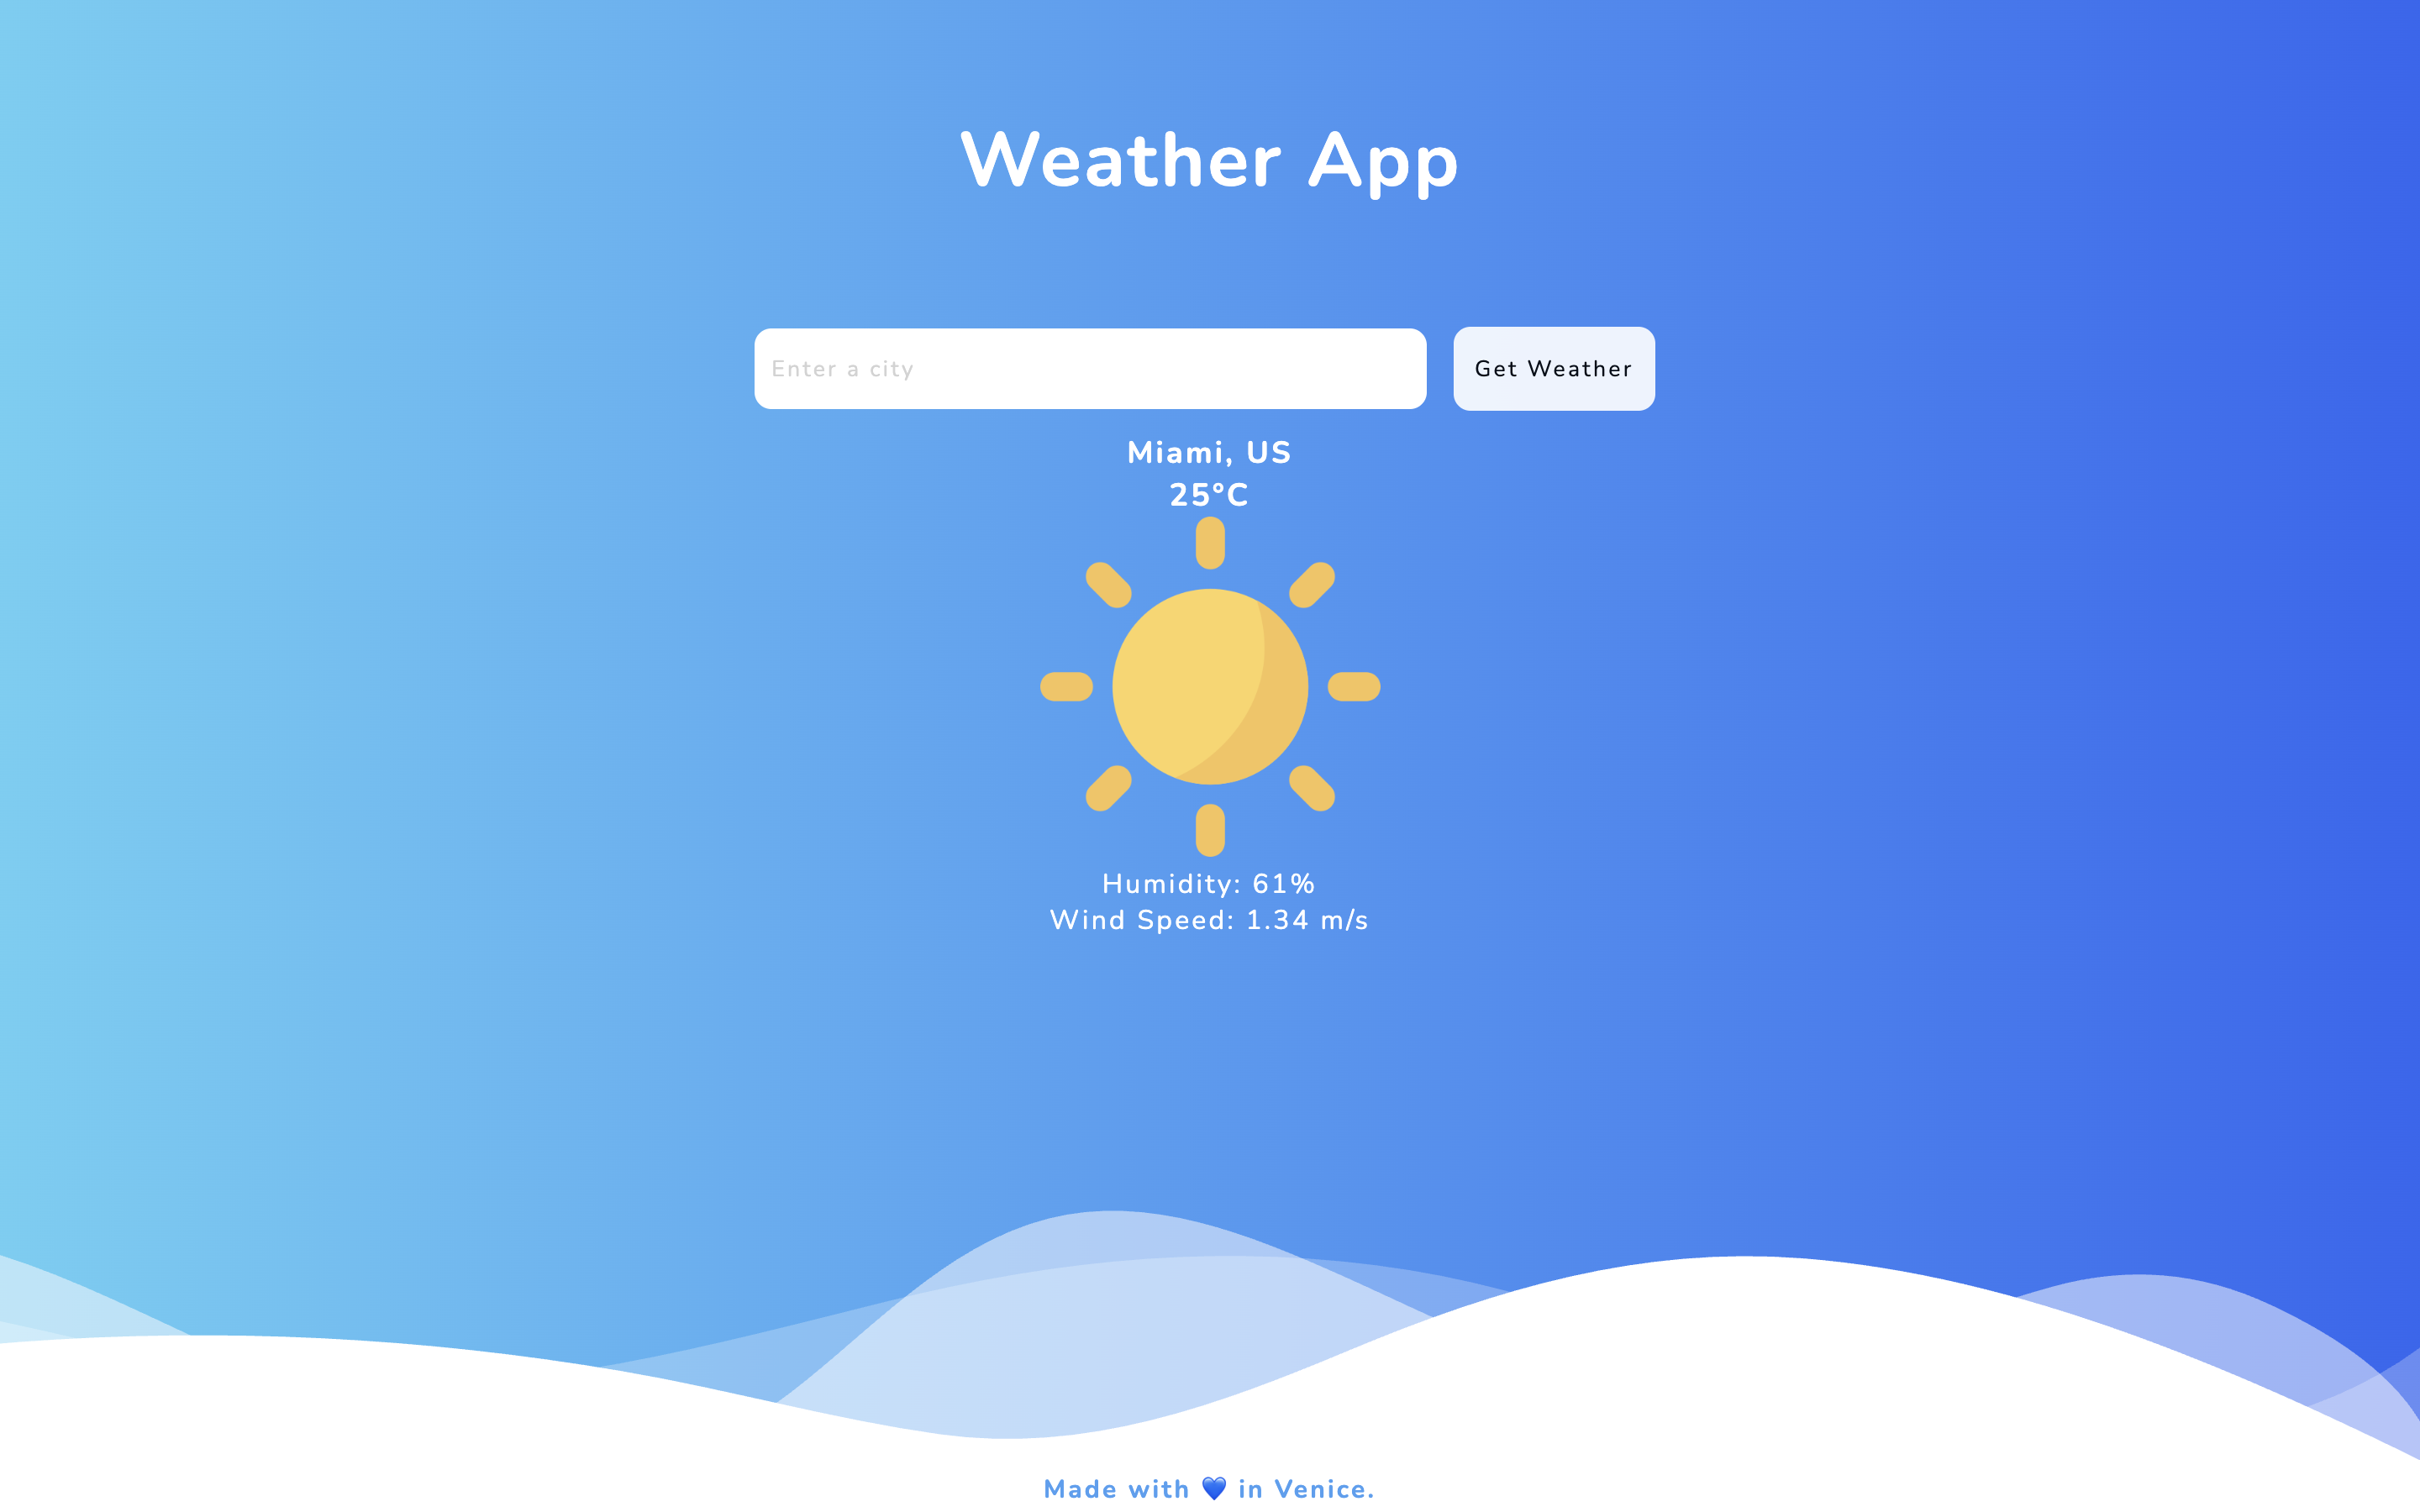 Weather App
Enter a city
Get Weather
Miami, US
25°C
Humidity: 61%
Wind Speed: 1.34 m/s
Made with 💙 in Venice.